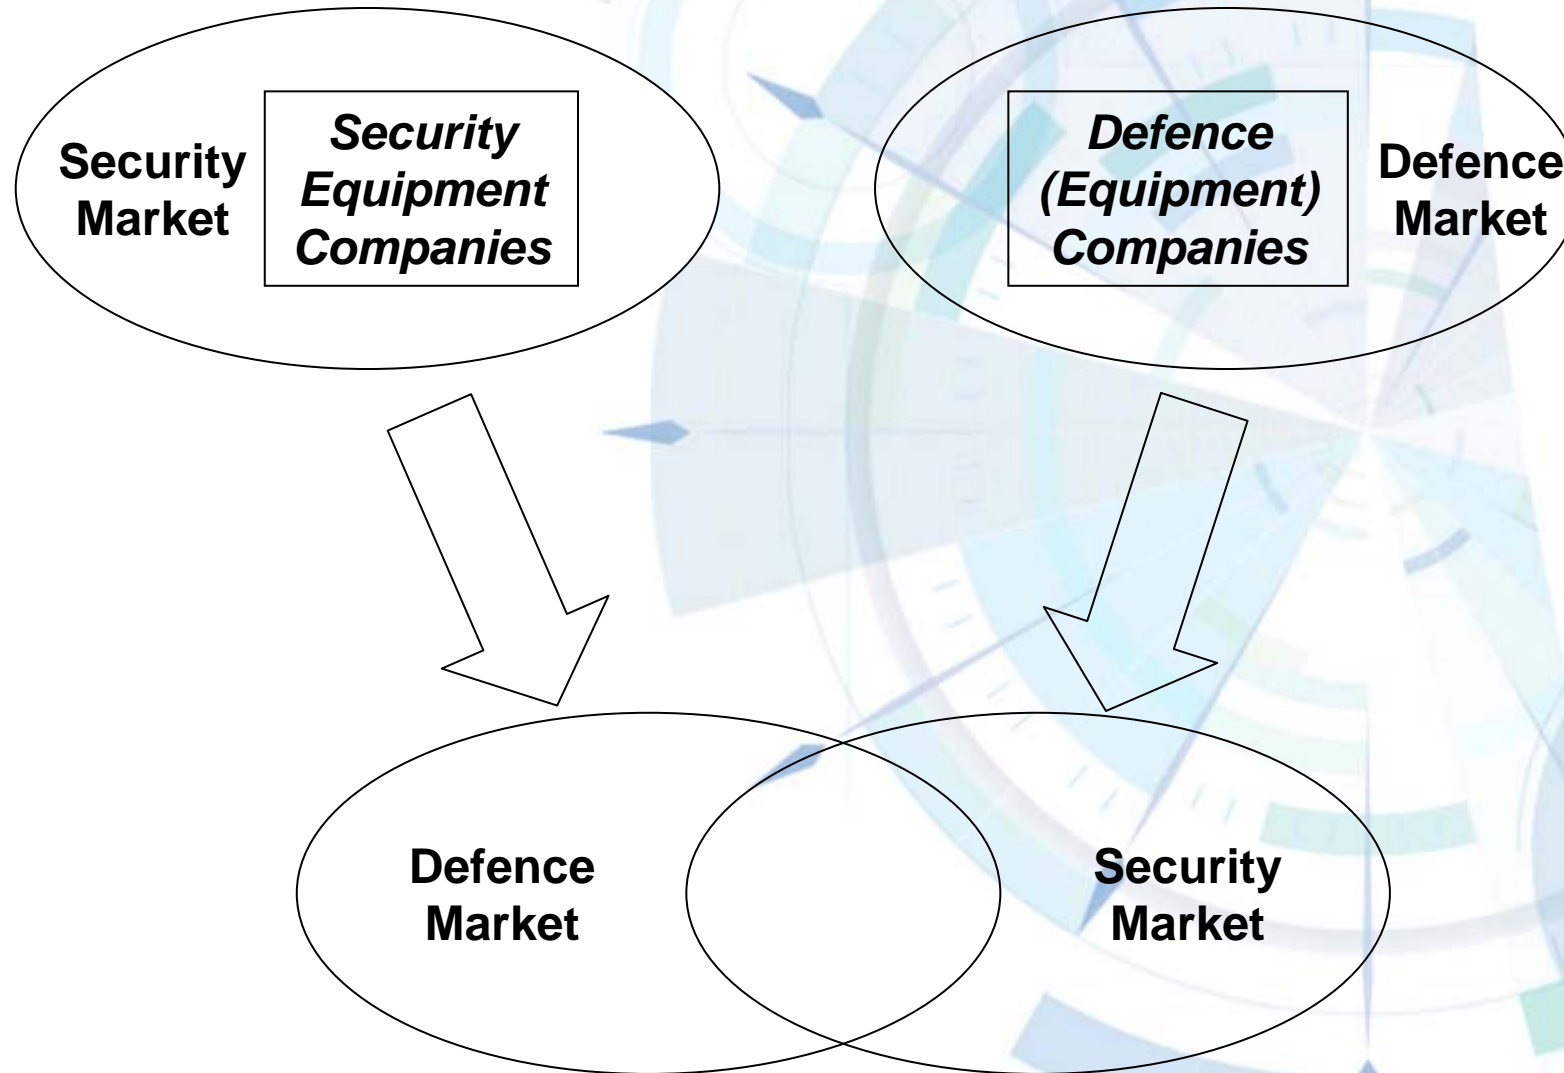 Security
Market
Security
Equipment
Companies
Defence
(Equipment)
Companies
Defence
Market
Defence
Market
Security
Market